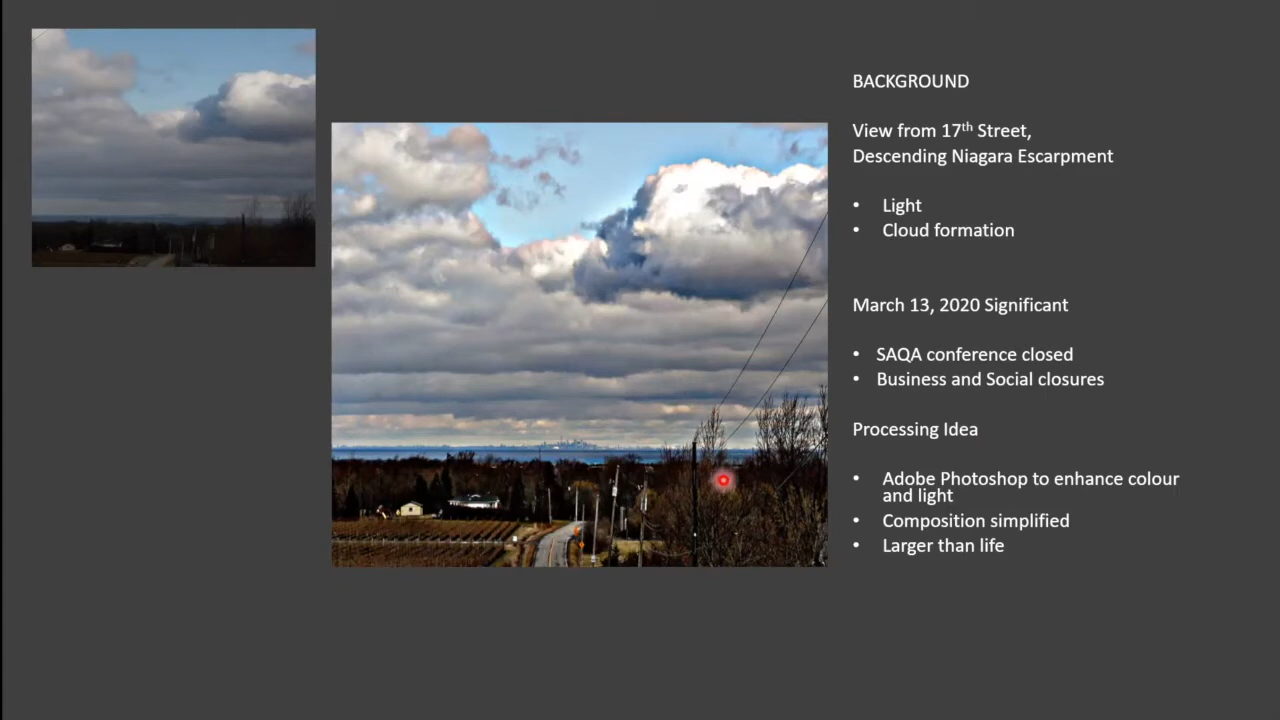 BACKGROUND
View from 17th Street,
Descending Niagara Escarpment
• Light
• Cloud formation
March 13, 2020 Significant
• SAQA conference closed
• Business and Social closures
Processing Idea
• Adobe Photoshop to enhance colour
and light
• Composition simplified
• Larger than life